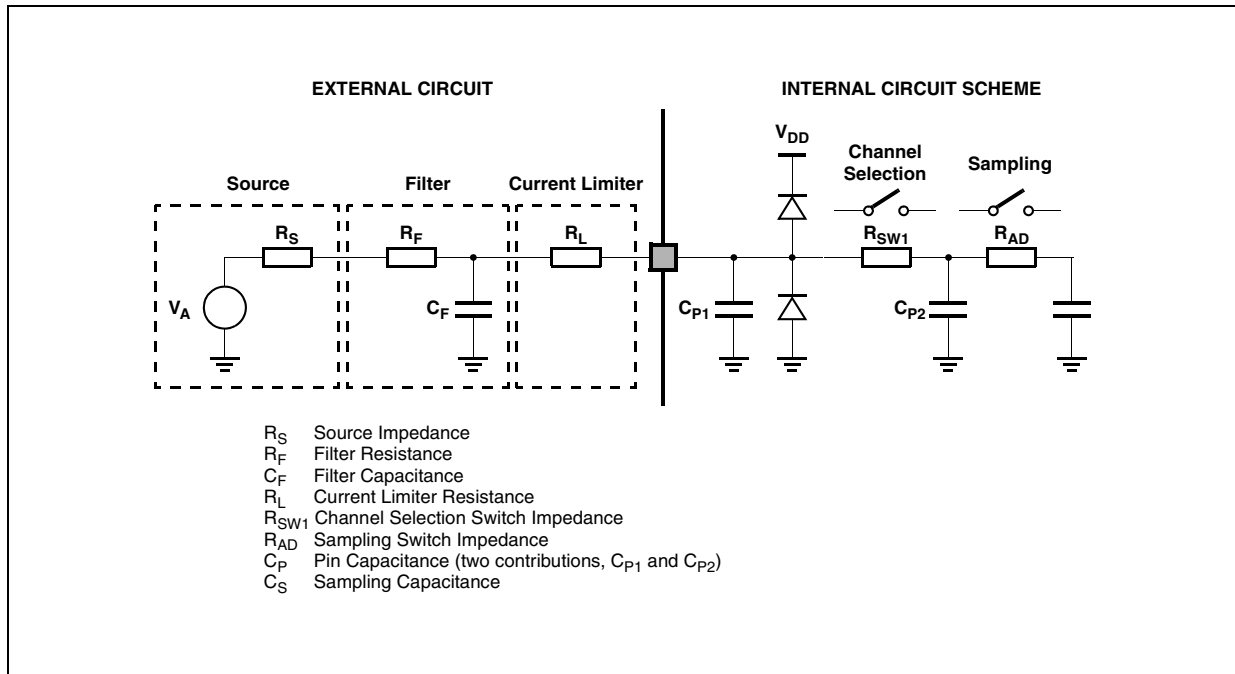 EXTERNAL CIRCUIT
INTERNAL CIRCUIT SCHEME
V_DD
Channel
Selection
Sampling
Source
Filter
Current Limiter
R_S
R_F
R_L
R_SW1
R_AD
V_A
C_F
C_P1
C_P2
R_S Source Impedance
R_F Filter Resistance
C_F Filter Capacitance
R_L Current Limiter Resistance
R_SW1 Channel Selection Switch Impedance
R_AD Sampling Switch Impedance
C_P Pin Capacitance (two contributions, C_P1 and C_P2)
C_S Sampling Capacitance